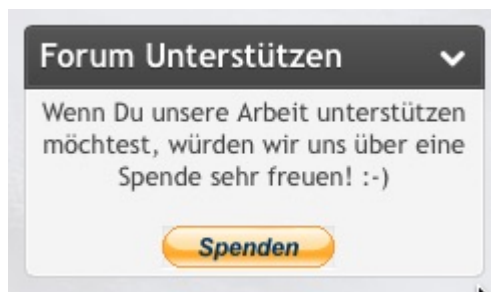 Forum Unterstützen
Wenn Du unsere Arbeit unterstützen
möchtest, würden wir uns über eine
Spende sehr freuen! :-)
Spenden